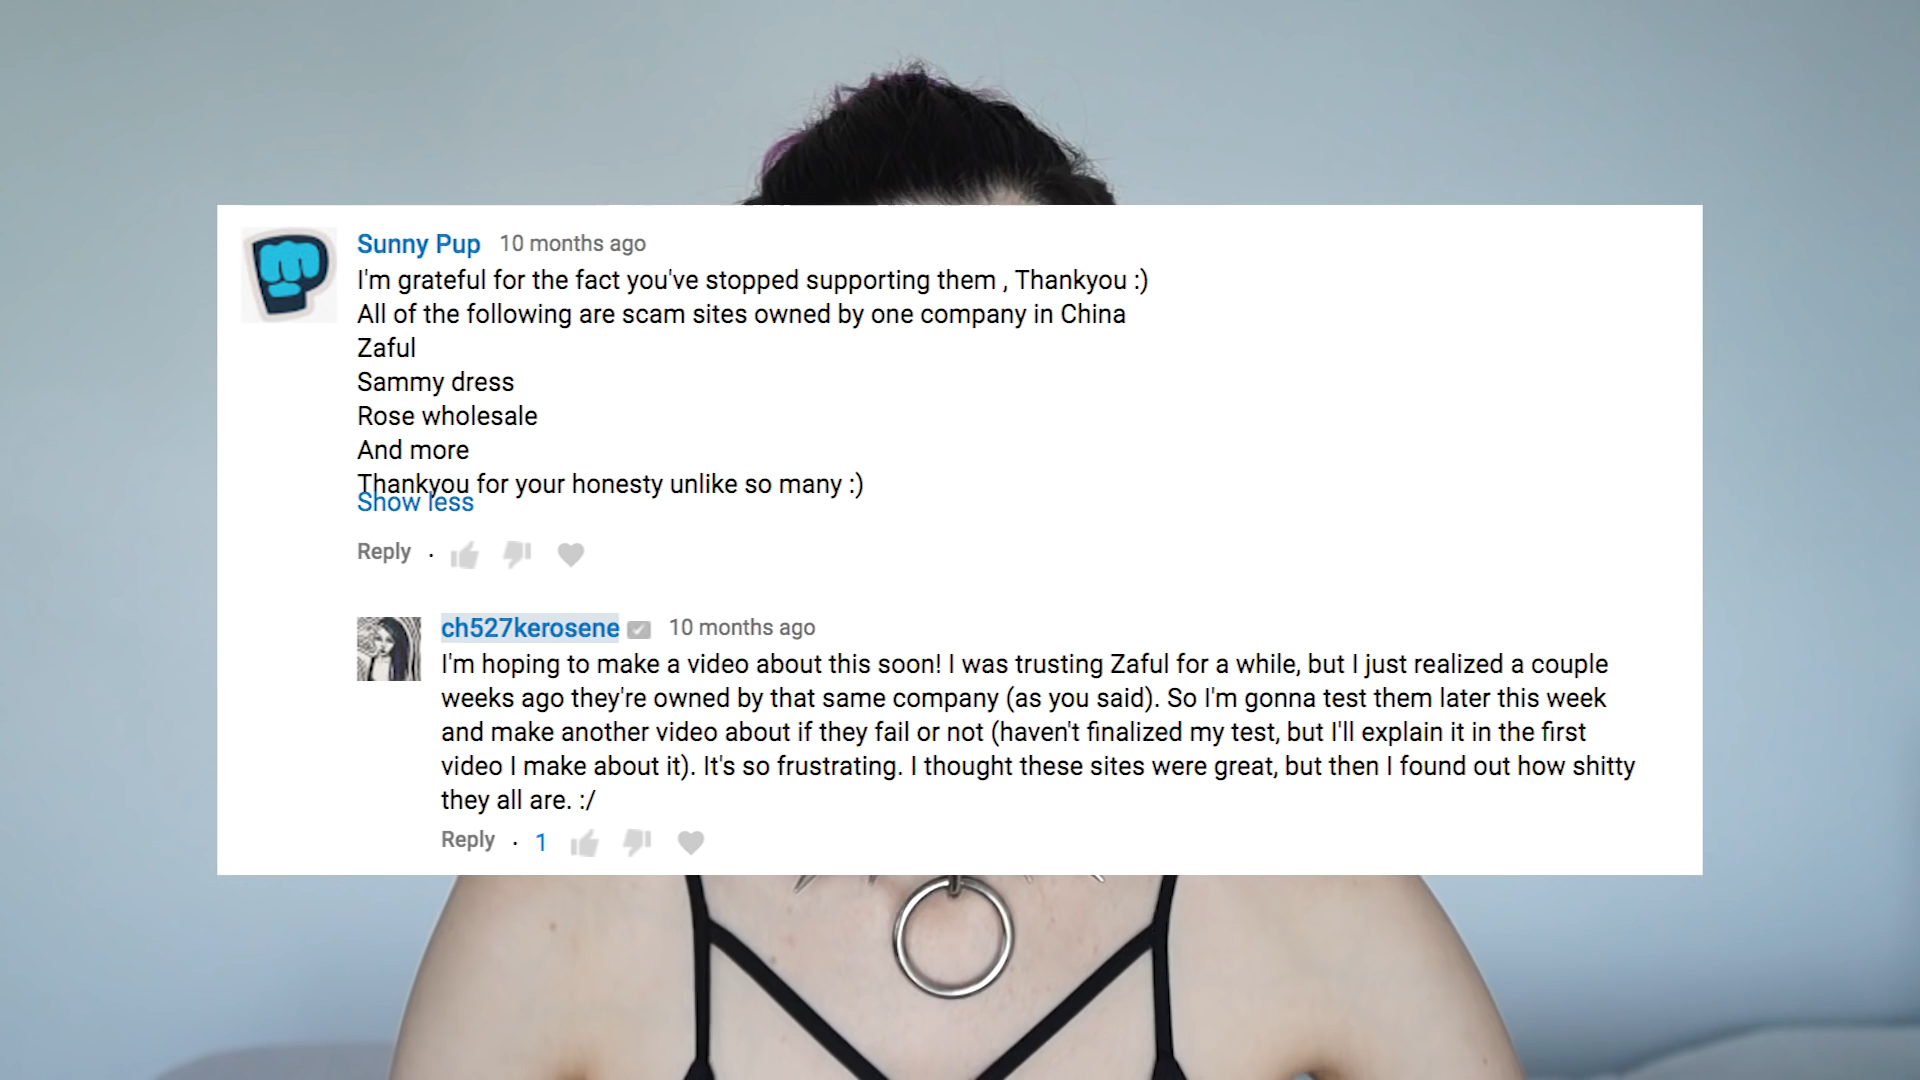 Sunny Pup 10 months ago
I'm grateful for the fact you've stopped supporting them , Thankyou :)
All of the following are scam sites owned by one company in China
Zaful
Sammy dress
Rose wholesale
And more
Thankyou for your honesty unlike so many :)
Show less
Reply ·
ch527kerosene 10 months ago
I'm hoping to make a video about this soon! I was trusting Zaful for a while, but I just realized a couple
weeks ago they're owned by that same company (as you said). So I'm gonna test them later this week
and make another video about if they fail or not (haven't finalized my test, but I'll explain it in the first
video I make about it). It's so frustrating. I thought these sites were great, but then I found out how shitty
they all are. :/
Reply · 1